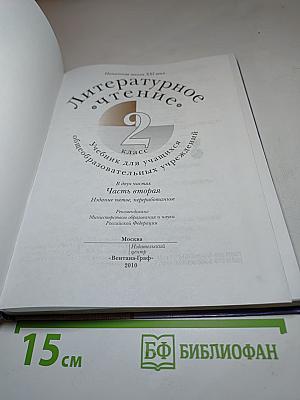 Начальная школа XXI века
Литературное
•чтение•
2
класс
Учебник для учащихся
общеобразовательных учреждений
В двух частях
Часть вторая
Издание пятое, переработанное
Рекомендовано
Министерством образования и науки
Российской Федерации
Москва
Издательский
центр
«Вентана-Граф»
2010
15 см
БФ БИБЛИОФАН